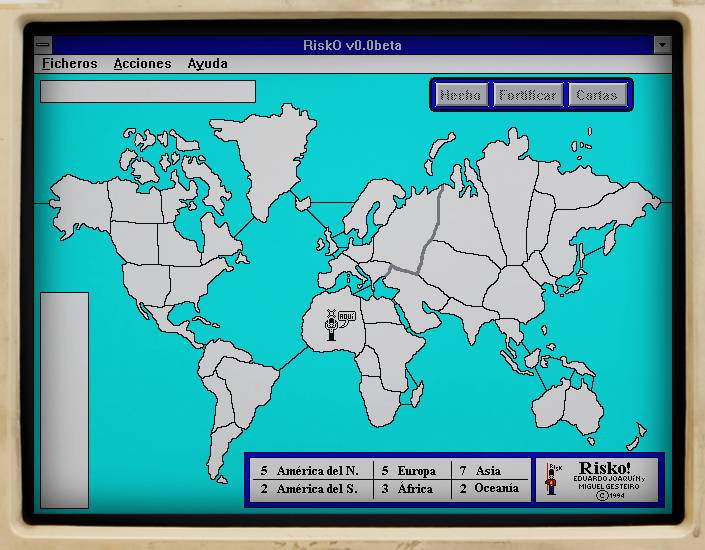 RiskO v0.0beta
Ficheros Acciones Ayuda
Hecho Fortificar Cartas
AQUÍ
5 América del N. 5 Europa 7 Asia
2 América del S. 3 África 2 Oceanía
RISK
Risko!
EDUARDO JOAQUÍN y
MIGUEL GESTEIRO
©1994